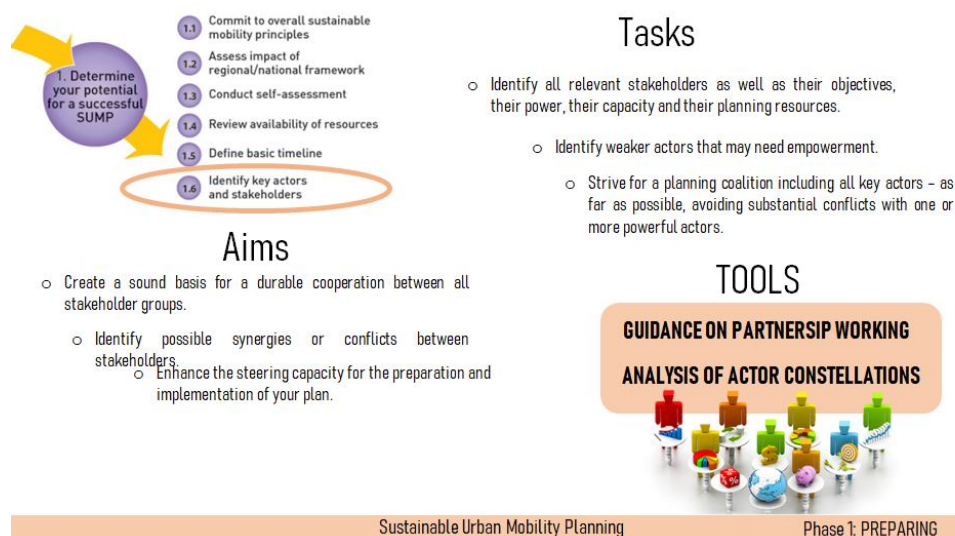 1. Determine
your potential
for a successful
SUMP
1.1 Commit to overall sustainable
mobility principles
1.2 Assess impact of
regional/national framework
1.3 Conduct self-assessment
1.4 Review availability of resources
1.5 Define basic timeline
1.6 Identify key actors
and stakeholders
Aims
o Create a sound basis for a durable cooperation between all
stakeholder groups.
o Identify possible synergies or conflicts between
stakeholders.
o Enhance the steering capacity for the preparation and
implementation of your plan.
Tasks
o Identify all relevant stakeholders as well as their objectives,
their power, their capacity and their planning resources.
o Identify weaker actors that may need empowerment.
o Strive for a planning coalition including all key actors – as
far as possible, avoiding substantial conflicts with one or
more powerful actors.
TOOLS
GUIDANCE ON PARTNERSIP WORKING
ANALYSIS OF ACTOR CONSTELLATIONS
Sustainable Urban Mobility Planning
Phase 1: PREPARING